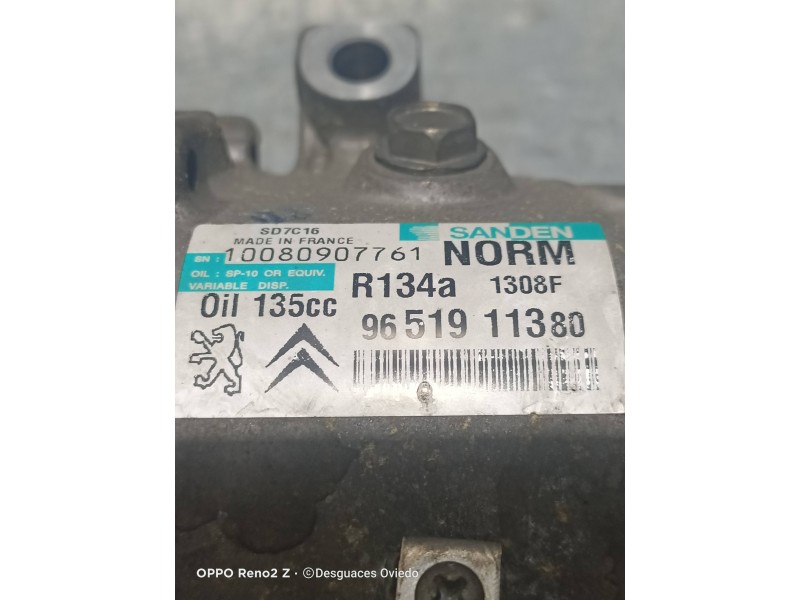 SD7C16
MADE IN FRANCE
SANDEN
SN : 10080907761
NORM
OIL : SP-10 OR EQUIV.
VARIABLE DISP.
R134a 1308F
Oil 135cc
96 519 113 80
OPPO Reno2 Z • ©Desguaces Oviedo